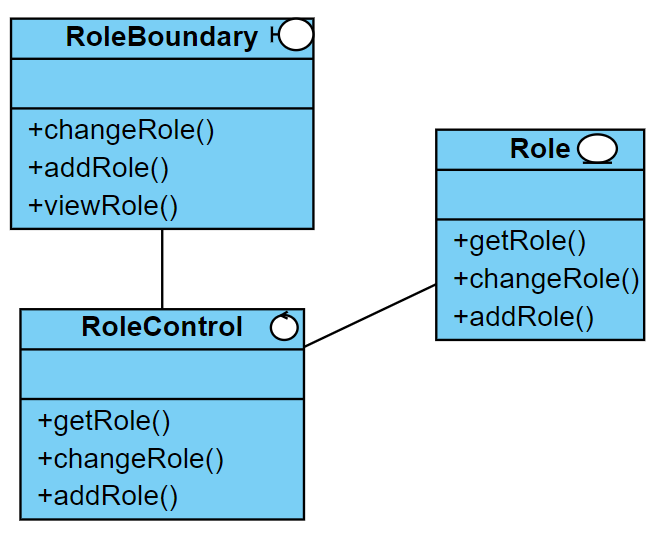 RoleBoundary
+changeRole()
+addRole()
+viewRole()
Role
+getRole()
+changeRole()
+addRole()
RoleControl
+getRole()
+changeRole()
+addRole()